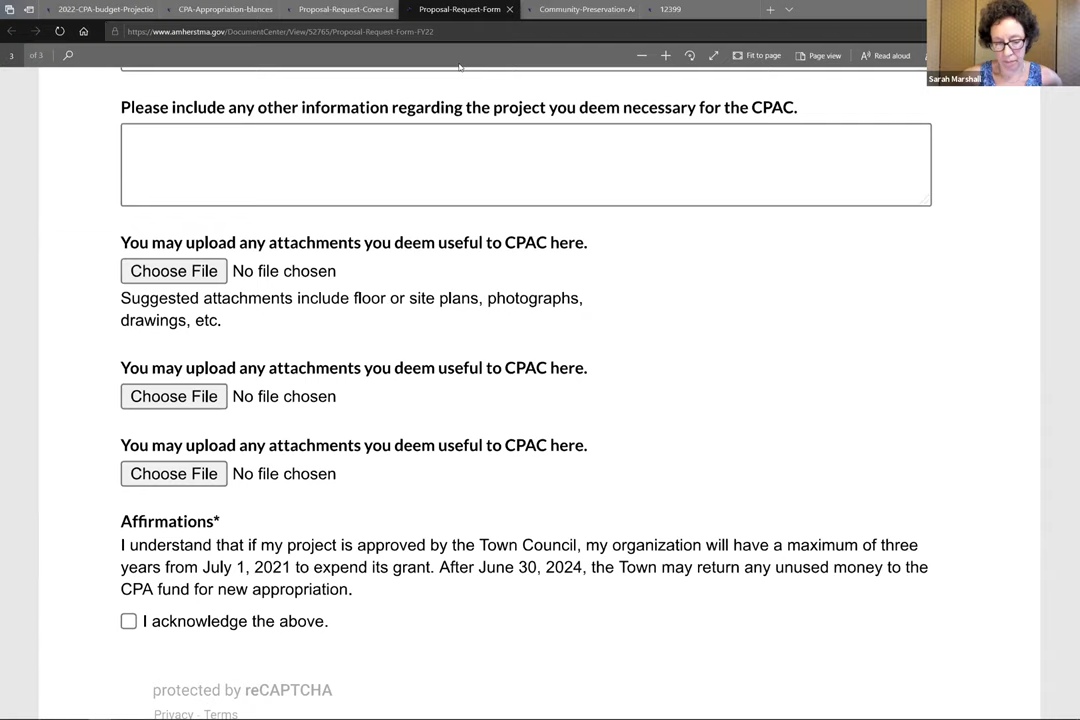 2022-CPA-budget-Projectio
CPA-Appropriation-blances
Proposal-Request-Cover-Le
Proposal-Request-Form
Community-Preservation-A
12399
https://www.amherstma.gov/DocumentCenter/View/52765/Proposal-Request-Form-FY22
3 of 3
Fit to page
Page view
Read aloud
Sarah Marshall
Please include any other information regarding the project you deem necessary for the CPAC.
You may upload any attachments you deem useful to CPAC here.
Choose File No file chosen
Suggested attachments include floor or site plans, photographs,
drawings, etc.
You may upload any attachments you deem useful to CPAC here.
Choose File No file chosen
You may upload any attachments you deem useful to CPAC here.
Choose File No file chosen
Affirmations*
I understand that if my project is approved by the Town Council, my organization will have a maximum of three
years from July 1, 2021 to expend its grant. After June 30, 2024, the Town may return any unused money to the
CPA fund for new appropriation.
I acknowledge the above.
protected by reCAPTCHA
Privacy - Terms